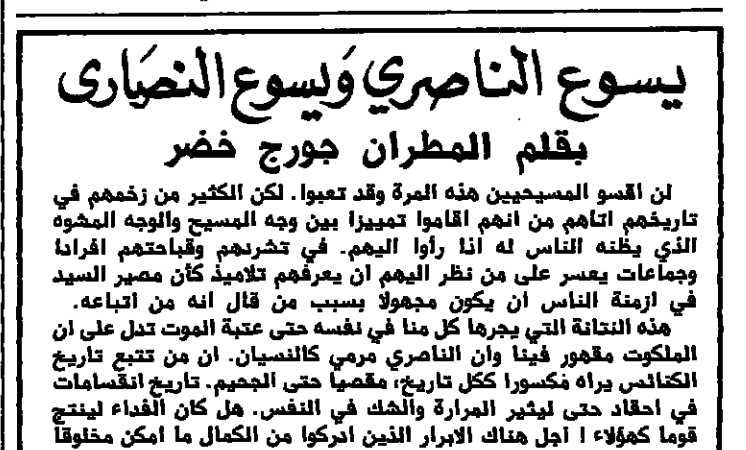 يسوع الناصري وَيسوع النصَارى
بقلم المطران جورج خضر
لن اقسو المسيحيين هذه المرة وقد تعبوا. لكن الكثير من زخمهم في
تاريخهم اتاهم من انهم اقاموا تمييزا بين وجه المسيح والوجه المشوه
الذي يظنه الناس له اذا رأوا اليهم. في تشرذمهم وقباحتهم افرادا
وجماعات يعسر على من نظر اليهم ان يعرفهم تلاميذ كأن مصير السيد
في ازمنة الناس ان يكون مجهولا بسبب من قال انه من اتباعه.
هذه النتانة التي يجرها كل منا في نفسه حتى عتبة الموت تدل على ان
الملكوت مقهور فينا وان الناصري مرمي كالنسيان. ان من تتبع تاريخ
الكنائس يراه مكسورا ككل تاريخ، مقصيا حتى الجحيم. تاريخ انقسامات
في احقاد حتى ليثير المرارة والشك في النفس. هل كان الفداء لينتج
قوما كهؤلاء ! اجل هناك الابرار الذين ادركوا من الكمال ما امكن مخلوقا